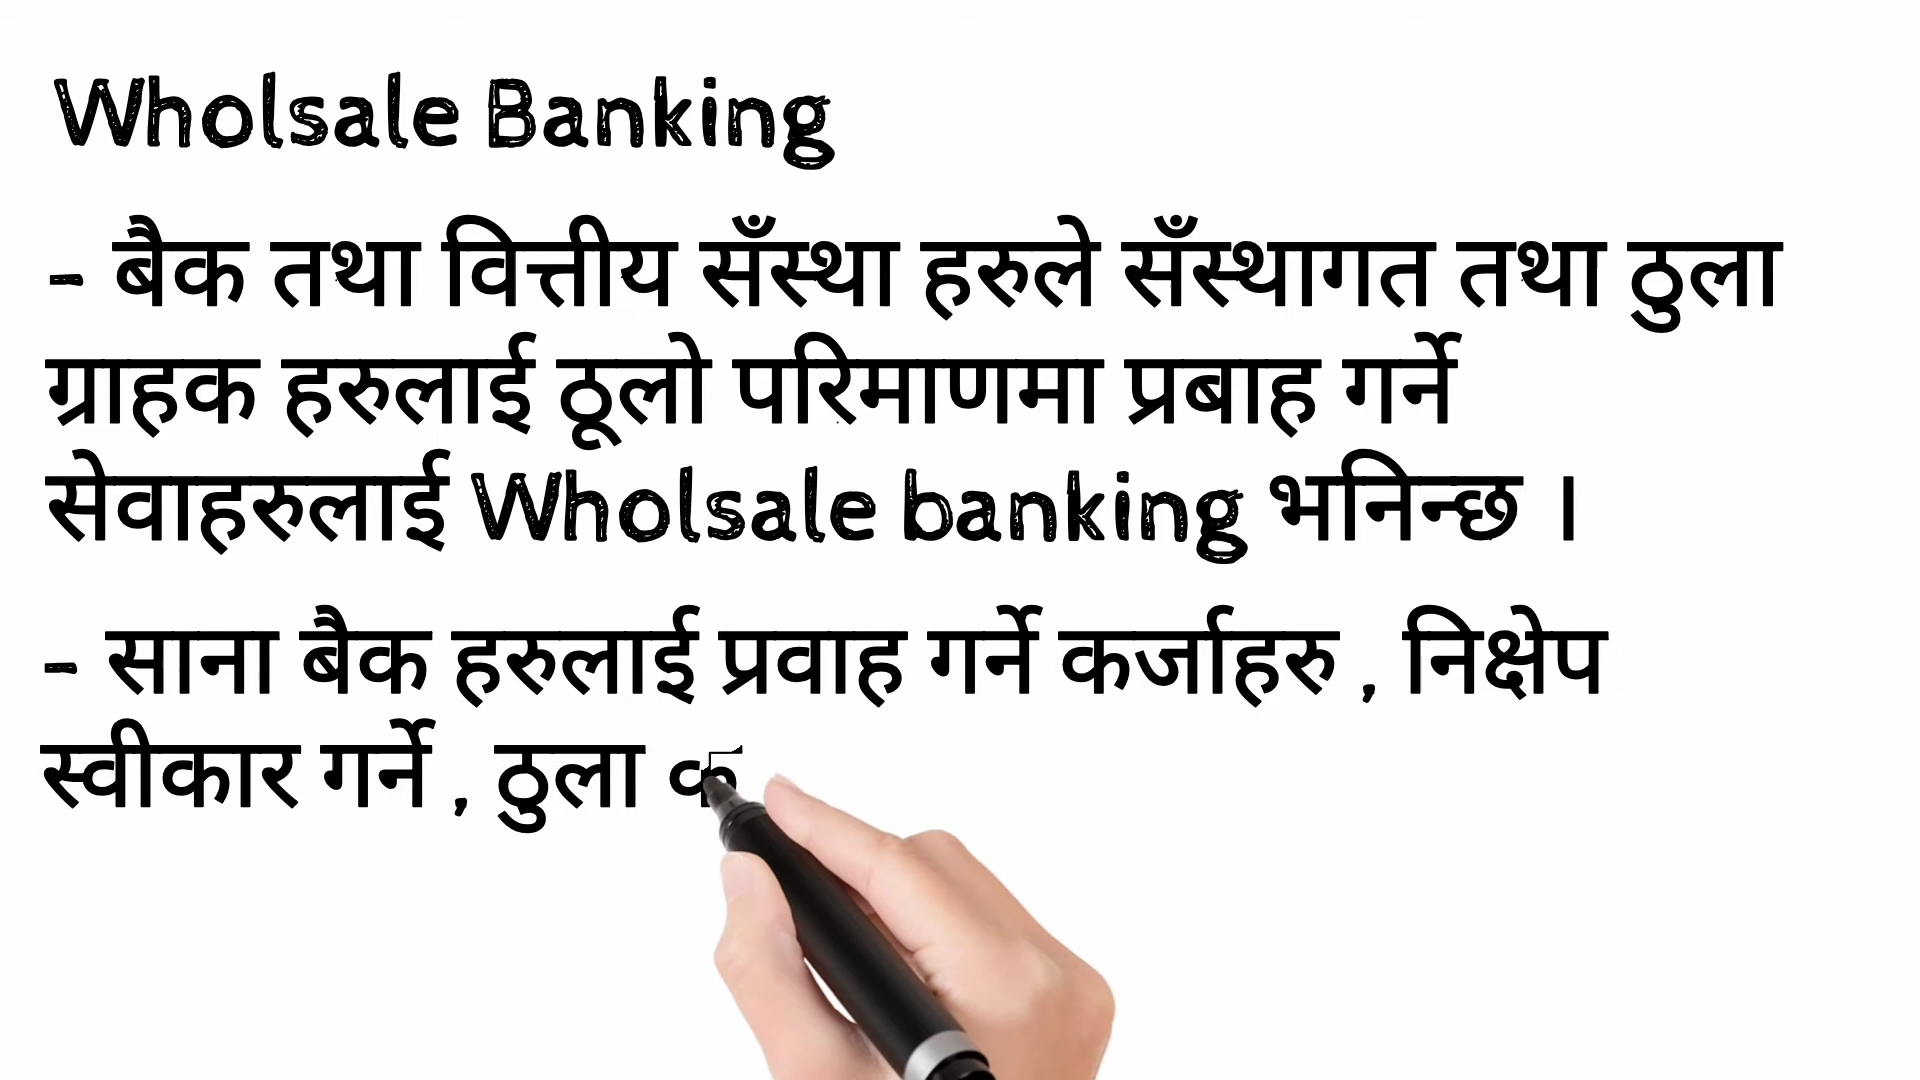 Wholsale Banking
- बैक तथा वित्तीय सँस्था हरुले सँस्थागत तथा ठुला
ग्राहक हरुलाई ठूलो परिमाणमा प्रबाह गर्ने
सेवाहरुलाई Wholsale banking भनिन्छ ।
- साना बैक हरुलाई प्रवाह गर्ने कर्जाहरु , निक्षेप
स्वीकार गर्ने , ठुला